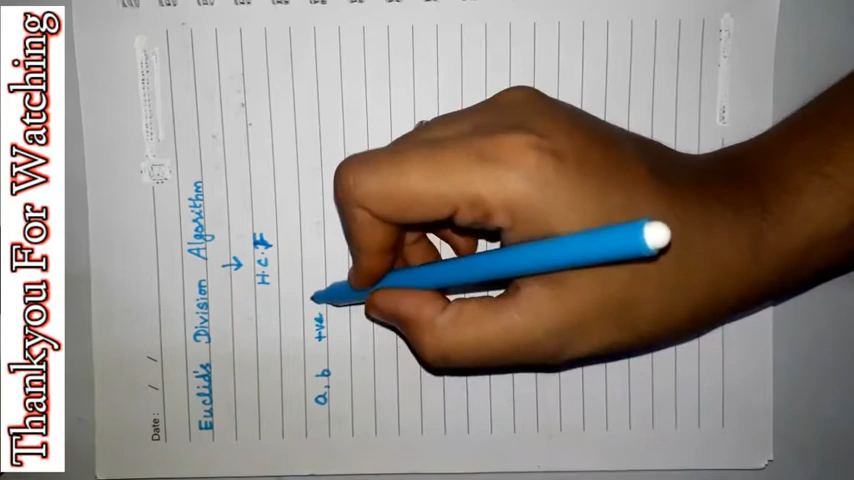 Thankyou For Watching
Date : / /
Euclid's Division Algorithm
↓
H.C.F
a, b +ve